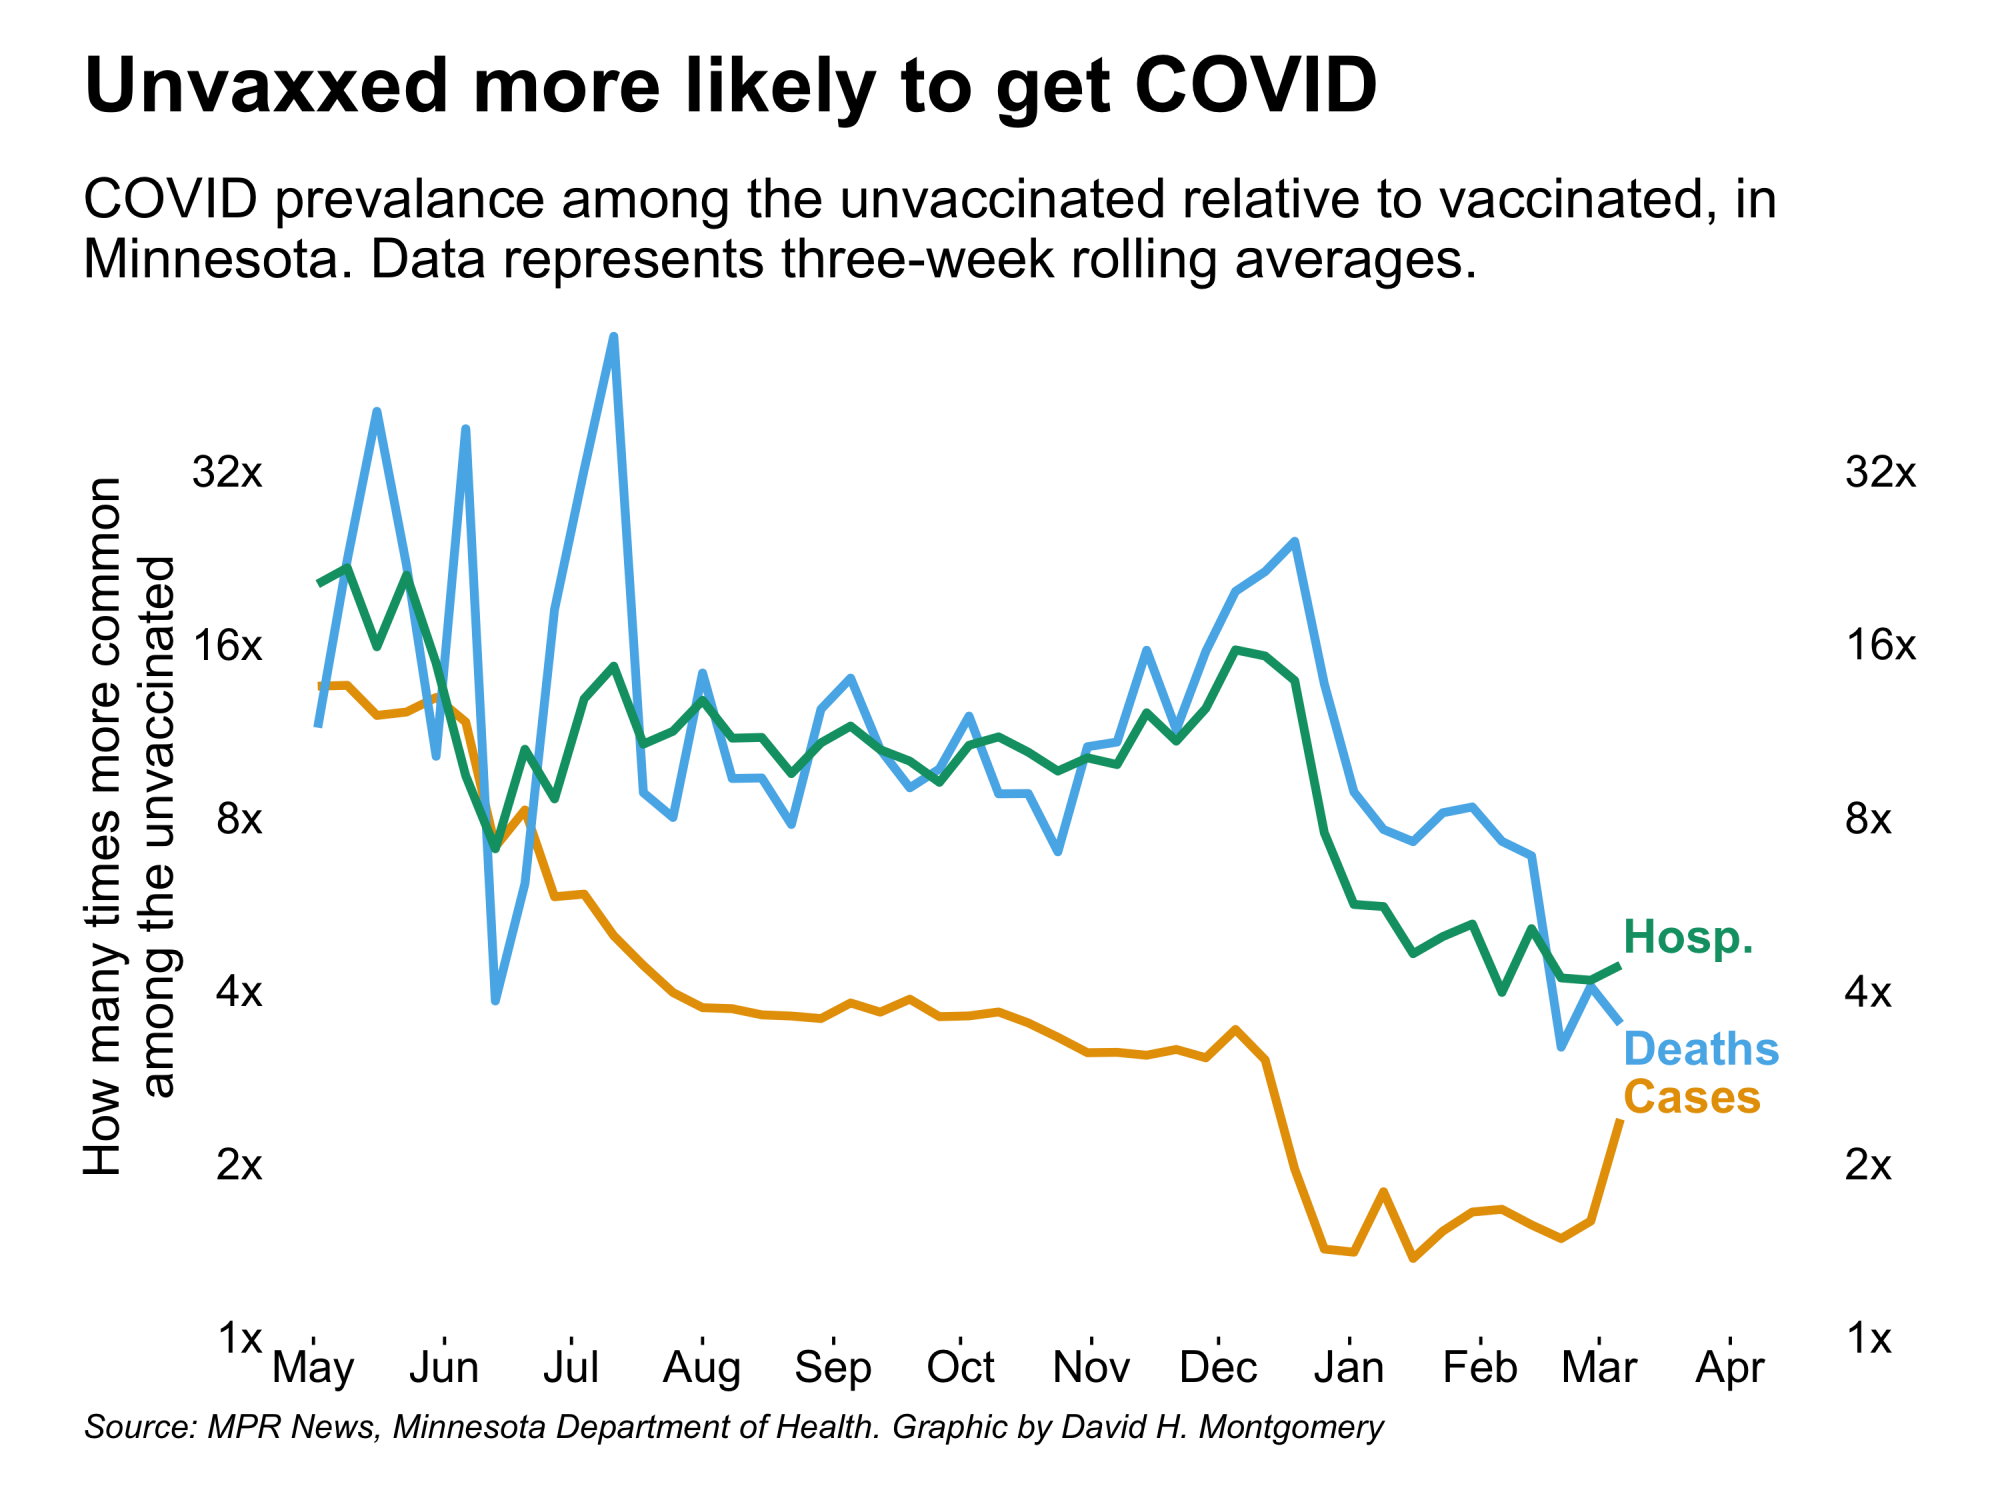 Unvaxxed more likely to get COVID
COVID prevalance among the unvaccinated relative to vaccinated, in
Minnesota. Data represents three-week rolling averages.
How many times more common
among the unvaccinated
32x
16x
8x
4x
2x
1x
32x
16x
8x
4x
2x
1x
Hosp.
Deaths
Cases
May Jun Jul Aug Sep Oct Nov Dec Jan Feb Mar Apr
Source: MPR News, Minnesota Department of Health. Graphic by David H. Montgomery